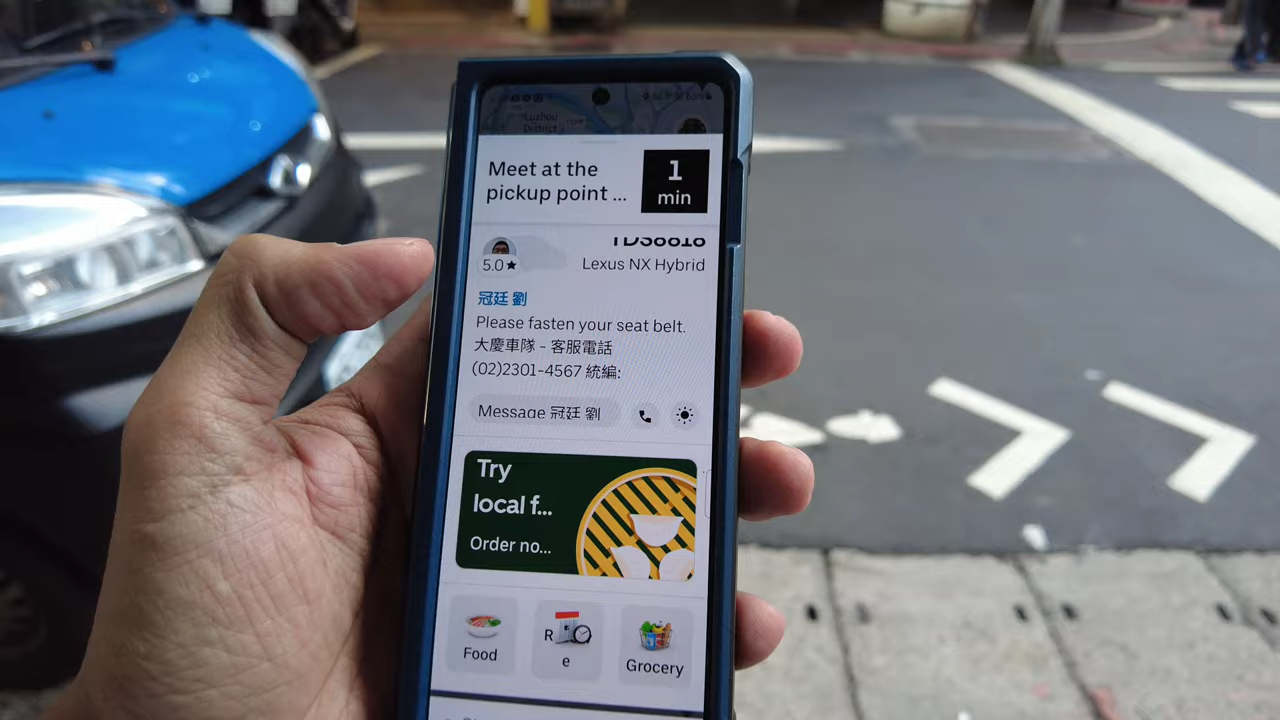 Luzhou
District
Meet at the
pickup point ...
1
min
5.0★
Lexus NX Hybrid
冠廷 劉
Please fasten your seat belt.
大慶車隊 - 客服電話
(02)2301-4567 統編:
Message 冠廷 劉
Try
local f...
Order no...
Food
R
e
Grocery